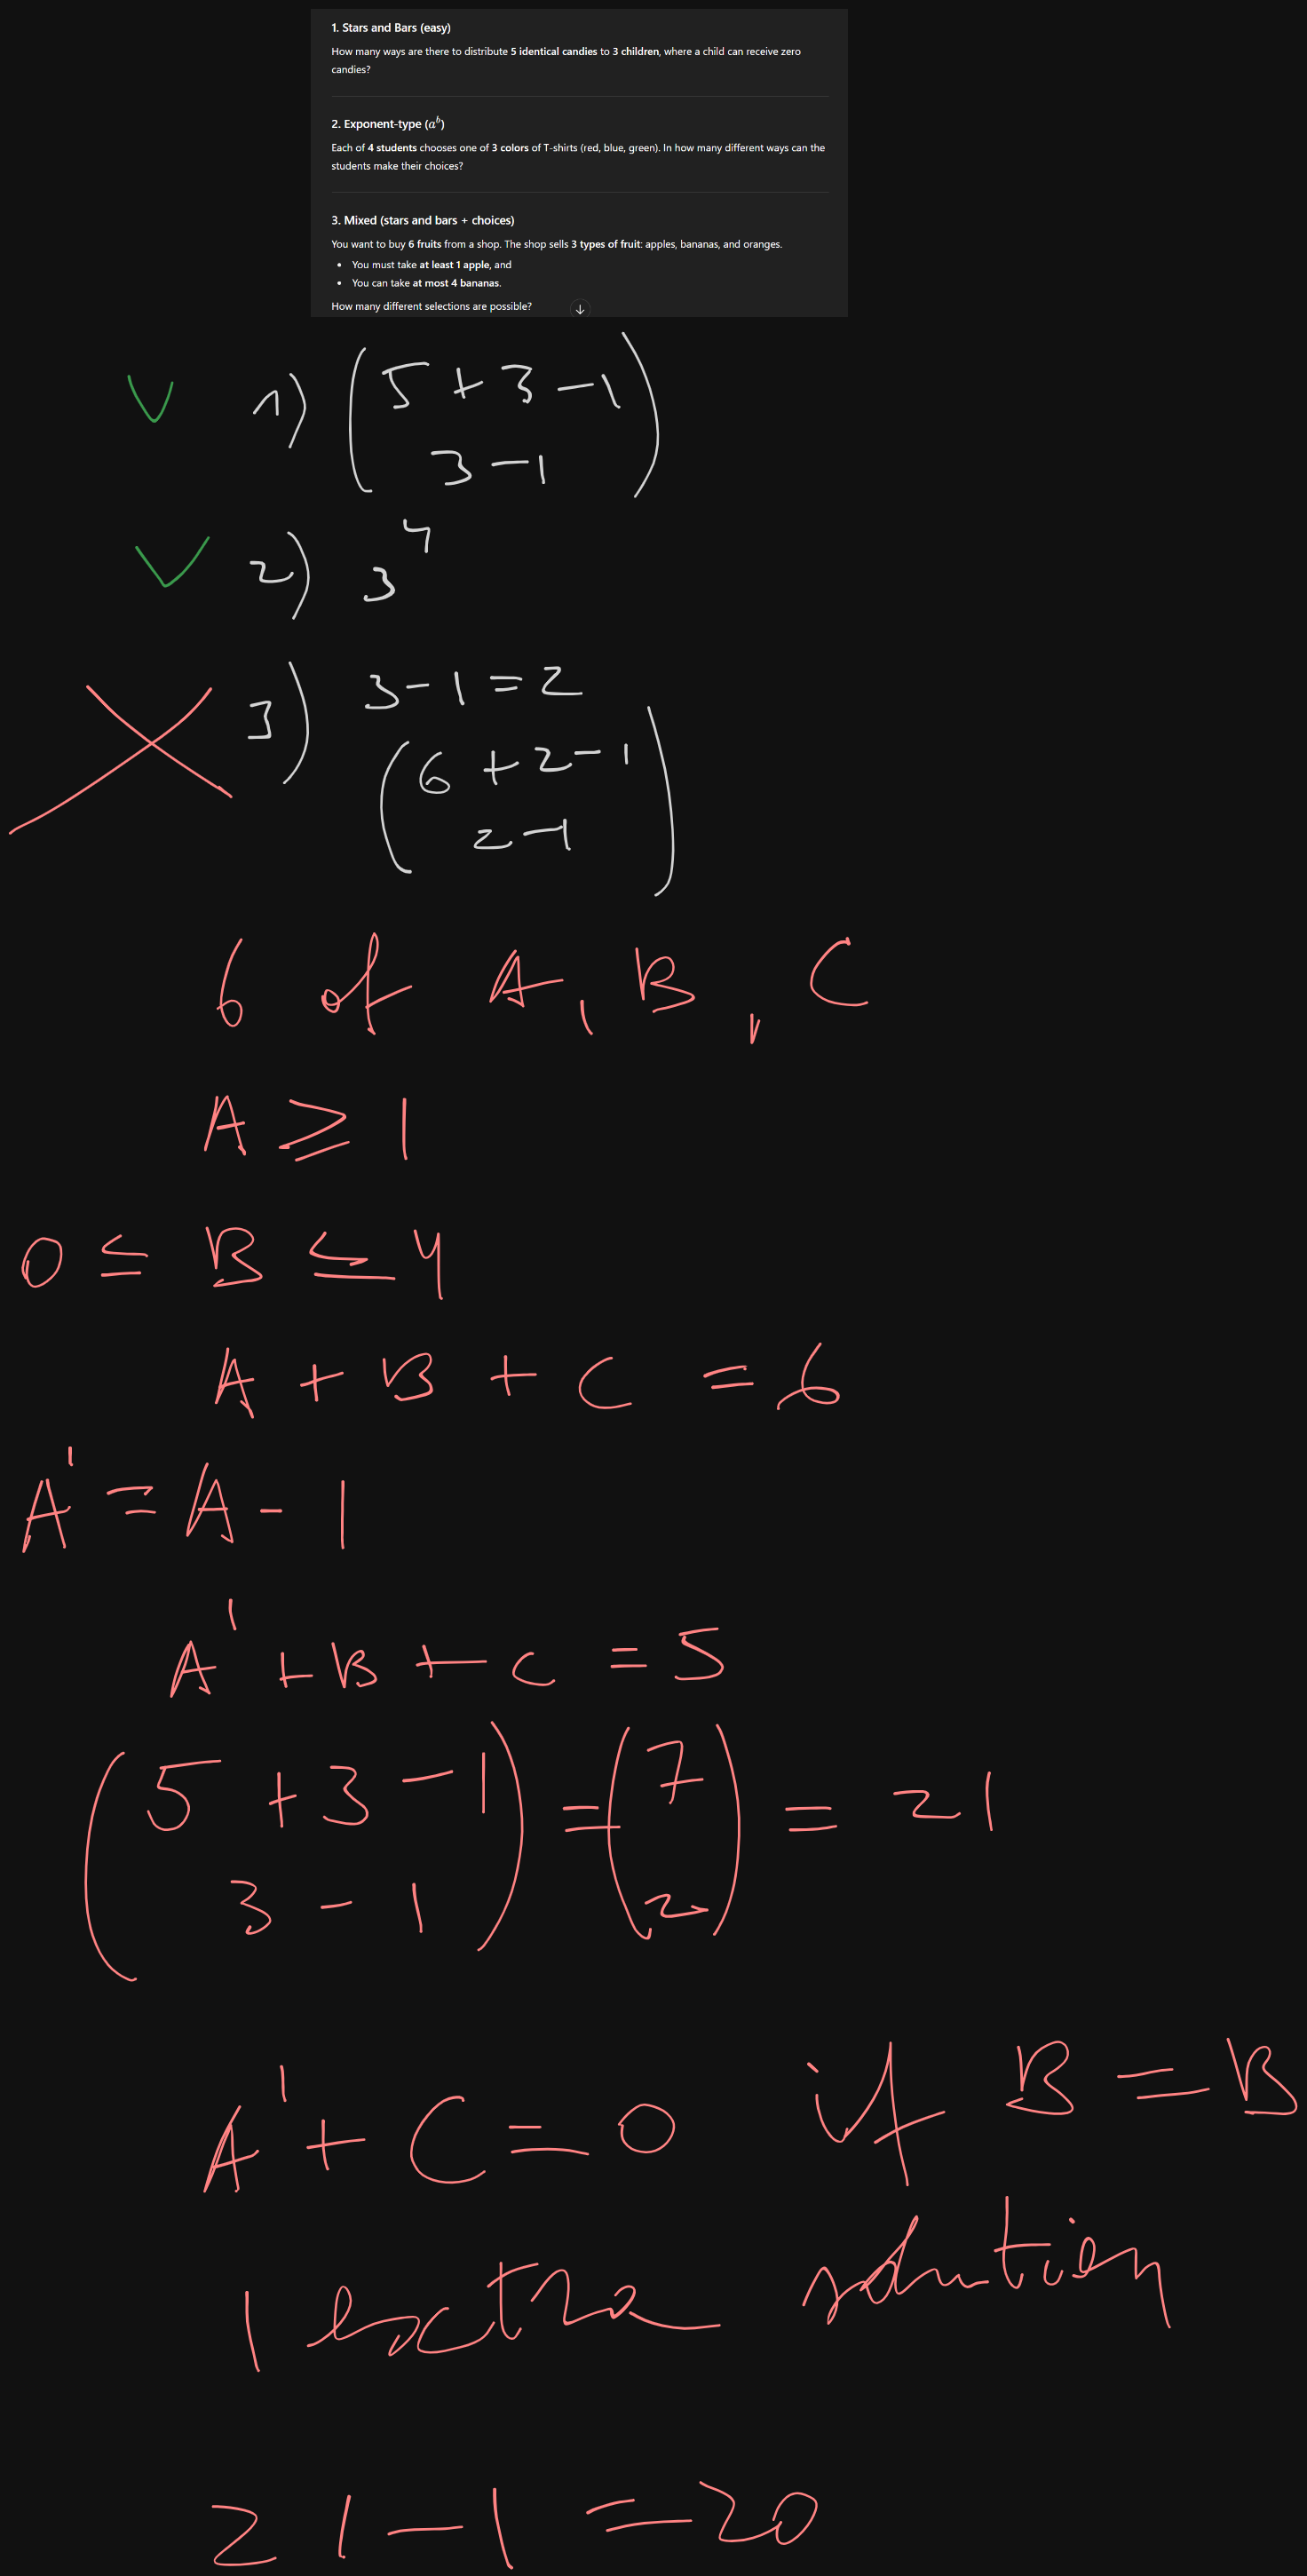 1. Stars and Bars (easy)
How many ways are there to distribute 5 identical candies to 3 children, where a child can receive zero
candies?
2. Exponent-type (a^b)
Each of 4 students chooses one of 3 colors of T-shirts (red, blue, green). In how many different ways can the
students make their choices?
3. Mixed (stars and bars + choices)
You want to buy 6 fruits from a shop. The shop sells 3 types of fruit: apples, bananas, and oranges.
• You must take at least 1 apple, and
• You can take at most 4 bananas.
How many different selections are possible?
1) (5+3-1
3-1)
2) 3^4
3) 3-1=2
(6+2-1
2-1)
6 of A, B, C
A ≥ 1
0 ≤ B ≤ 4
A + B + C = 6
A' = A - 1
A' + B + C = 5
(5+3-1 = (7 = 21
3-1) 2)
A' + C = 0 if B = B
1 extra solution
21-1=20